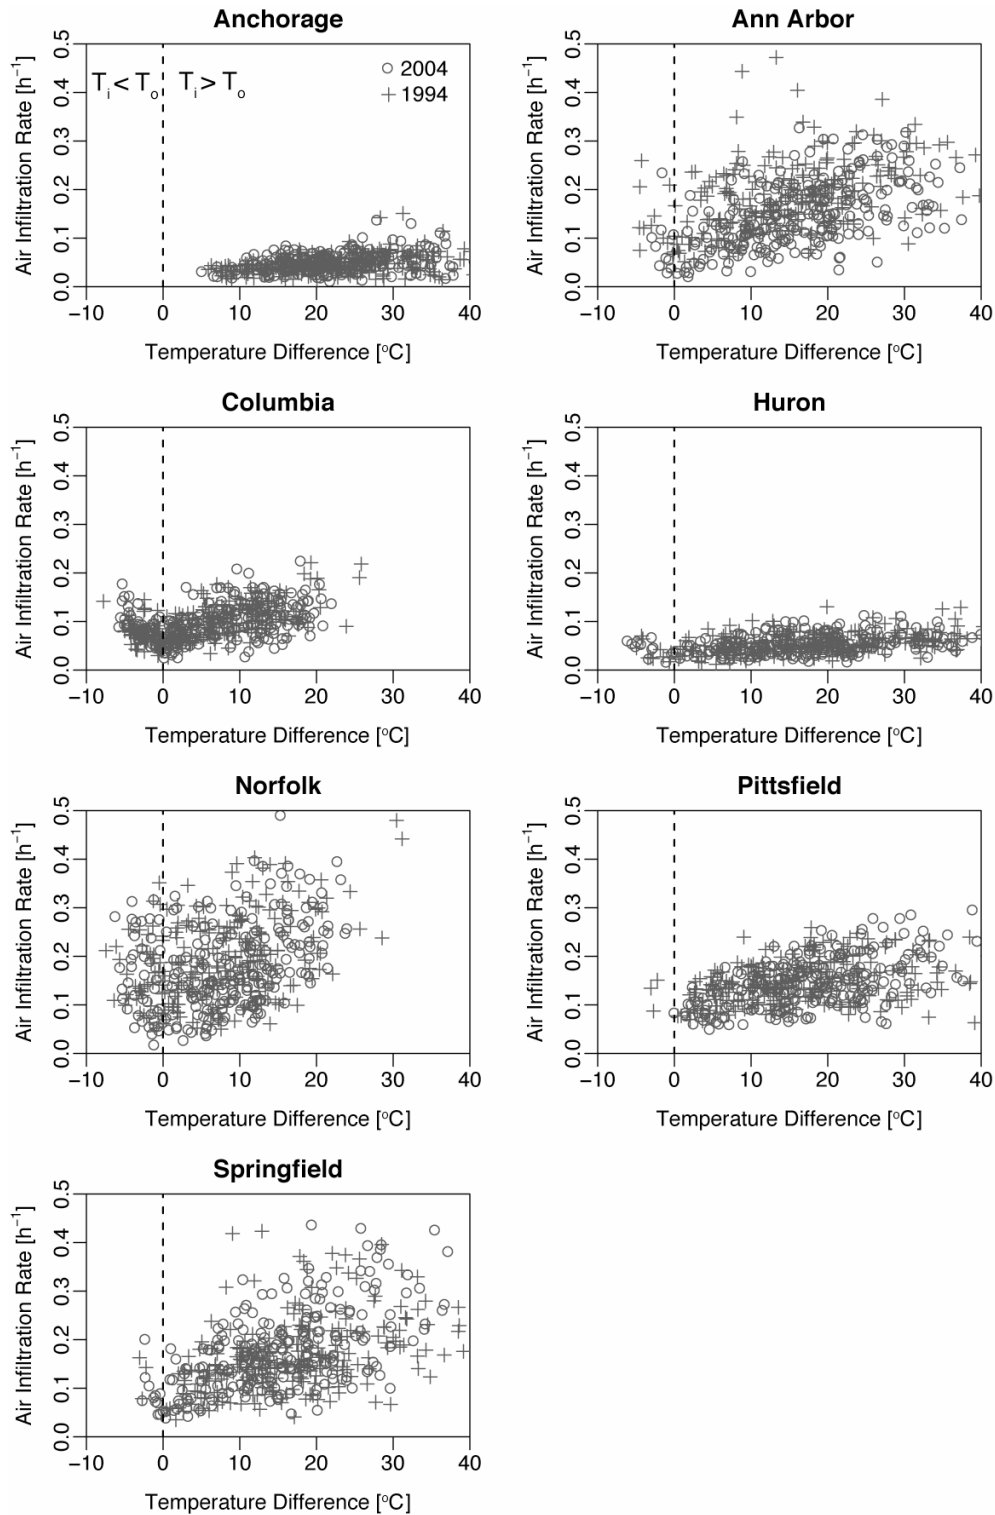 Anchorage
Air Infiltration Rate [h⁻¹]
0.0 0.1 0.2 0.3 0.4 0.5
Tᵢ < Tₒ Tᵢ > Tₒ
○ 2004
+ 1994
−10 0 10 20 30 40
Temperature Difference [°C]
Ann Arbor
Air Infiltration Rate [h⁻¹]
0.0 0.1 0.2 0.3 0.4 0.5
−10 0 10 20 30 40
Temperature Difference [°C]
Columbia
Air Infiltration Rate [h⁻¹]
0.0 0.1 0.2 0.3 0.4 0.5
−10 0 10 20 30 40
Temperature Difference [°C]
Huron
Air Infiltration Rate [h⁻¹]
0.0 0.1 0.2 0.3 0.4 0.5
−10 0 10 20 30 40
Temperature Difference [°C]
Norfolk
Air Infiltration Rate [h⁻¹]
0.0 0.1 0.2 0.3 0.4 0.5
−10 0 10 20 30 40
Temperature Difference [°C]
Pittsfield
Air Infiltration Rate [h⁻¹]
0.0 0.1 0.2 0.3 0.4 0.5
−10 0 10 20 30 40
Temperature Difference [°C]
Springfield
Air Infiltration Rate [h⁻¹]
0.0 0.1 0.2 0.3 0.4 0.5
−10 0 10 20 30 40
Temperature Difference [°C]